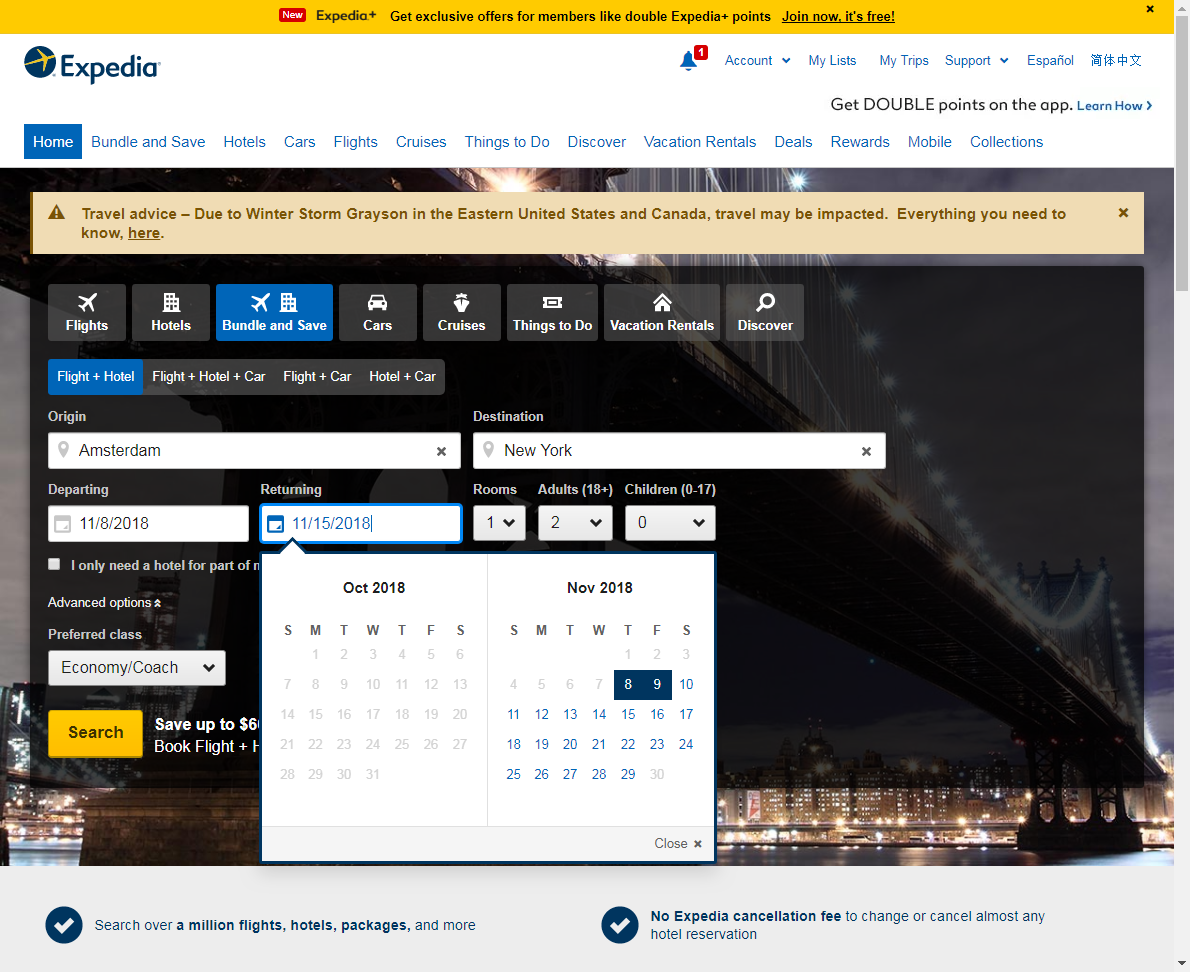 New Expedia+ Get exclusive offers for members like double Expedia+ points Join now, it's free!
Expedia
1 Account My Lists My Trips Support Español 简体中文
Get DOUBLE points on the app. Learn How
Home Bundle and Save Hotels Cars Flights Cruises Things to Do Discover Vacation Rentals Deals Rewards Mobile Collections
Travel advice – Due to Winter Storm Grayson in the Eastern United States and Canada, travel may be impacted. Everything you need to
know, here.
Flights Hotels Bundle and Save Cars Cruises Things to Do Vacation Rentals Discover
Flight + Hotel Flight + Hotel + Car Flight + Car Hotel + Car
Origin Destination
Amsterdam New York
Departing Returning Rooms Adults (18+) Children (0-17)
11/8/2018 11/15/2018 1 2 0
I only need a hotel for part of
Advanced options
Preferred class
Economy/Coach
Search
Save up to $6
Book Flight +
Oct 2018
S M T W T F S
1 2 3 4 5 6
7 8 9 10 11 12 13
14 15 16 17 18 19 20
21 22 23 24 25 26 27
28 29 30 31
Nov 2018
S M T W T F S
1 2 3
4 5 6 7 8 9 10
11 12 13 14 15 16 17
18 19 20 21 22 23 24
25 26 27 28 29 30
Close
Search over a million flights, hotels, packages, and more
No Expedia cancellation fee to change or cancel almost any
hotel reservation